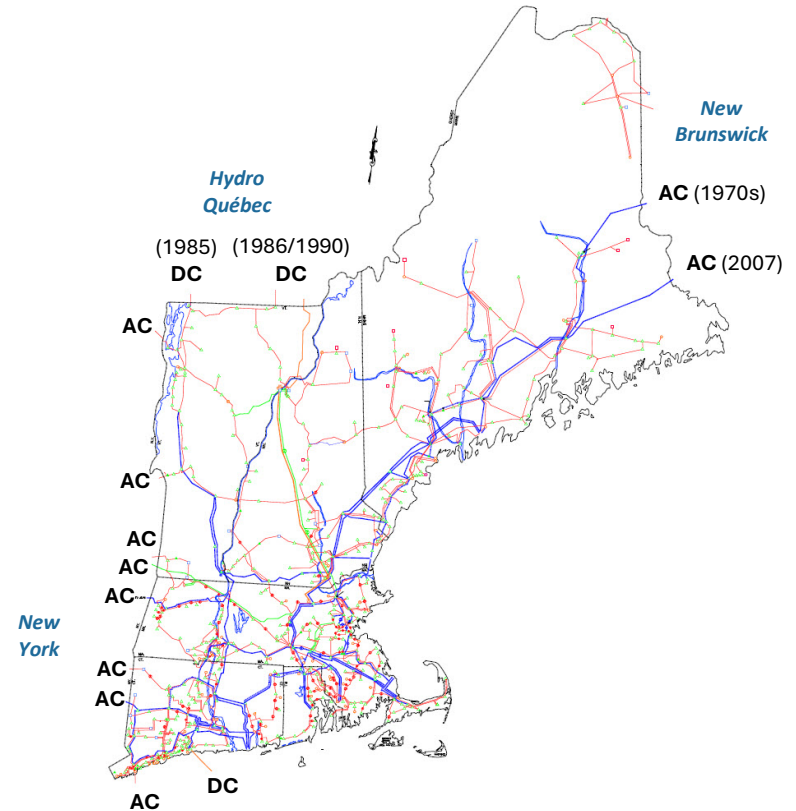 New
Brunswick
Hydro
Québec
AC (1970s)
(1985)
DC
(1986/1990)
DC
AC (2007)
AC
AC
AC
AC
AC
New
York
AC
AC
DC
AC